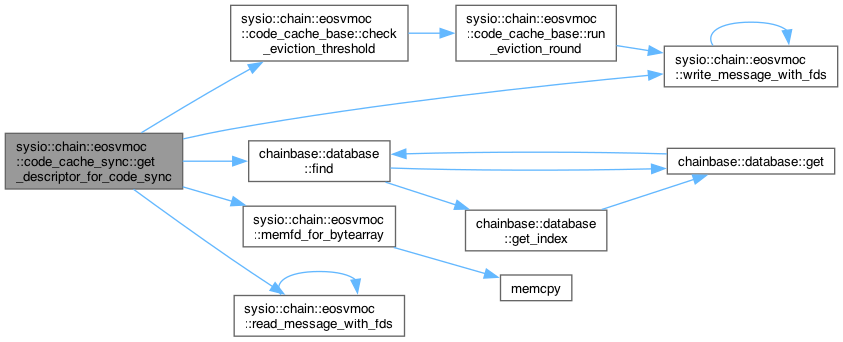 sysio::chain::eosvmoc
::code_cache_base::check
_eviction_threshold
sysio::chain::eosvmoc
::code_cache_base::run
_eviction_round
sysio::chain::eosvmoc
::write_message_with_fds
sysio::chain::eosvmoc
::code_cache_sync::get
_descriptor_for_code_sync
chainbase::database
::find
chainbase::database::get
sysio::chain::eosvmoc
::memfd_for_bytearray
chainbase::database
::get_index
memcpy
sysio::chain::eosvmoc
::read_message_with_fds